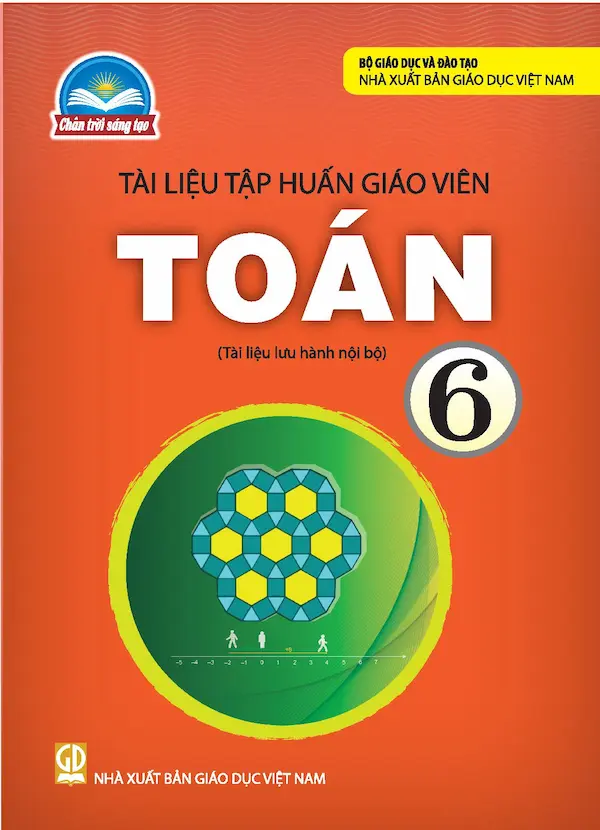 BỘ GIÁO DỤC VÀ ĐÀO TẠO
NHÀ XUẤT BẢN GIÁO DỤC VIỆT NAM
Chân trời sáng tạo
TÀI LIỆU TẬP HUẤN GIÁO VIÊN
TOÁN
(Tài liệu lưu hành nội bộ)
6
+6
-5 -4 -3 -2 -1 0 1 2 3 4 5 6 7
GD
NHÀ XUẤT BẢN GIÁO DỤC VIỆT NAM